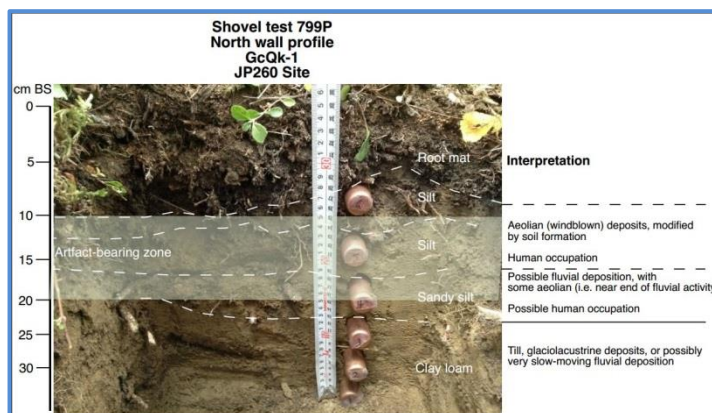 Shovel test 799P
North wall profile
GcQk-1
JP260 Site
cm BS
0
5
10
15
20
25
30
Root mat
Silt
Artfact-bearing zone
Silt
Sandy silt
Clay loam
Interpretation
Aeolian (windblown) deposits, modified
by soil formation
Human occupation
Possible fluvial deposition, with
some aeolian (i.e. near end of fluvial activity
Possible human occupation
Till, glaciolacustrine deposits, or possibly
very slow-moving fluvial deposition